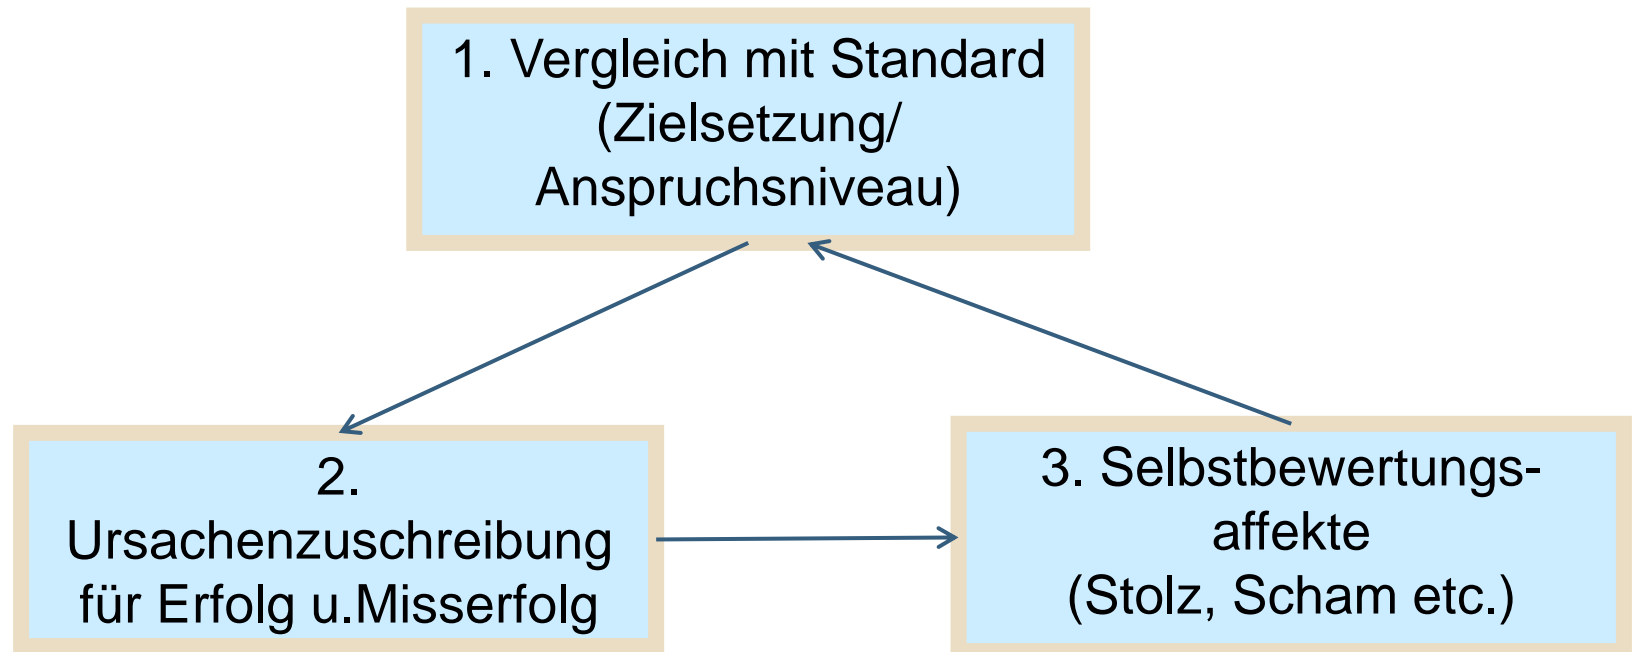 1. Vergleich mit Standard
(Zielsetzung/
Anspruchsniveau)
2.
Ursachenzuschreibung
für Erfolg u.Misserfolg
3. Selbstbewertungs-
affekte
(Stolz, Scham etc.)